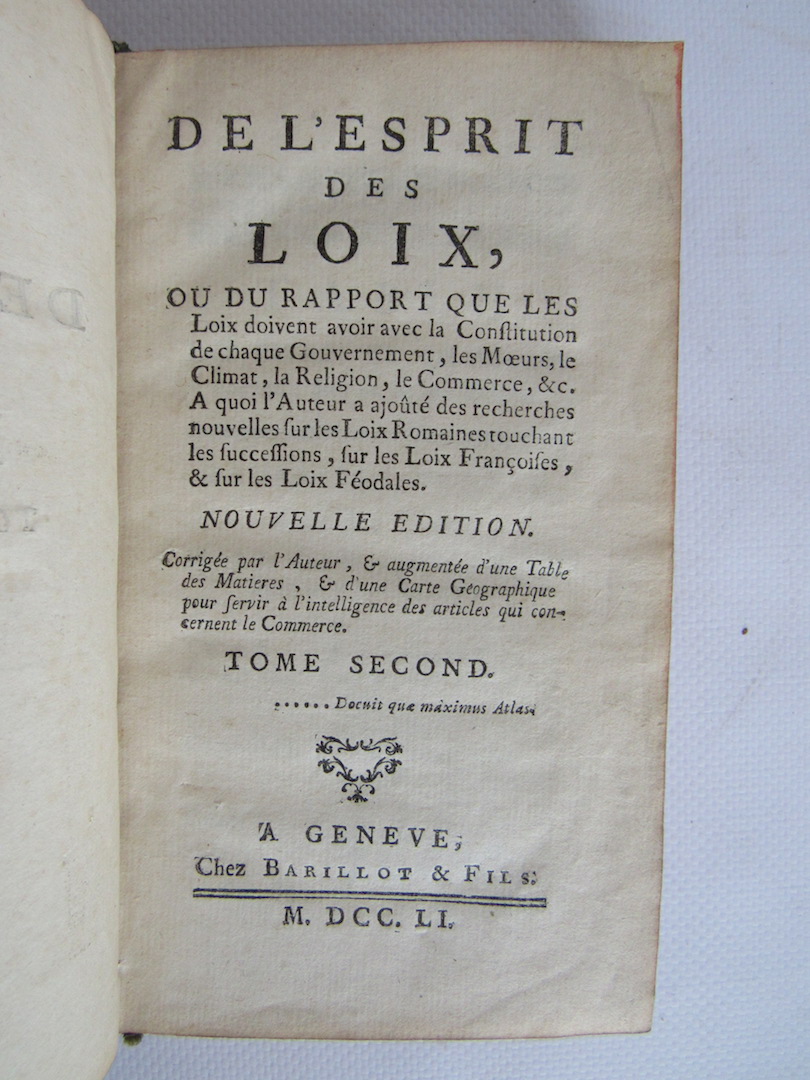 DE L'ESPRIT
DES
LOIX,
OU DU RAPPORT QUE LES
Loix doivent avoir avec la Conſtitution
de chaque Gouvernement, les Mœurs, le
Climat, la Religion, le Commerce, &c.
A quoi l'Auteur a ajoûté des recherches
nouvelles ſur les Loix Romaines touchant
les ſucceſſions, ſur les Loix Françoiſes,
& ſur les Loix Féodales.
NOUVELLE EDITION.
Corrigée par l'Auteur, & augmentée d'une Table
des Matieres, & d'une Carte Geographique
pour ſervir à l'intelligence des articles qui con-
cernent le Commerce.
TOME SECOND.
...... Docuit quæ máximus Atlas.
A GENEVE,
Chez BARILLOT & FILS.
M. DCC. LI.